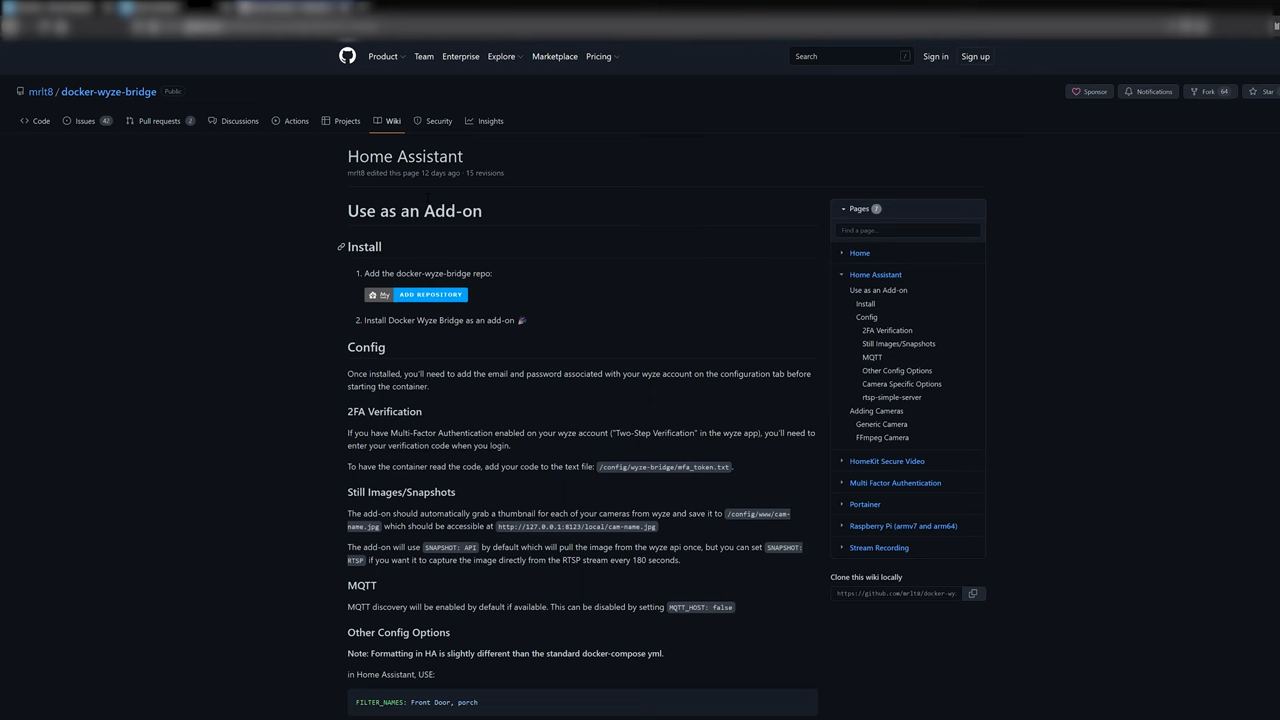 Product Team Enterprise Explore Marketplace Pricing Search / Sign in Sign up
mrlt8 / docker-wyze-bridge Public Sponsor Notifications Fork 64 Star
Code Issues 42 Pull requests 2 Discussions Actions Projects Wiki Security Insights
Home Assistant
mrlt8 edited this page 12 days ago · 15 revisions
Use as an Add-on
Install
1. Add the docker-wyze-bridge repo:
My ADD REPOSITORY
2. Install Docker Wyze Bridge as an add-on 🎉
Config
Once installed, you'll need to add the email and password associated with your wyze account on the configuration tab before
starting the container.
2FA Verification
If you have Multi-Factor Authentication enabled on your wyze account ("Two-Step Verification" in the wyze app), you'll need to
enter your verification code when you login.
To have the container read the code, add your code to the text file: /config/wyze-bridge/mfa_token.txt.
Still Images/Snapshots
The add-on should automatically grab a thumbnail for each of your cameras from wyze and save it to /config/www/cam-
name.jpg which should be accessible at http://127.0.0.1:8123/local/cam-name.jpg
The add-on will use SNAPSHOT: API by default which will pull the image from the wyze api once, but you can set SNAPSHOT:
RTSP if you want it to capture the image directly from the RTSP stream every 180 seconds.
MQTT
MQTT discovery will be enabled by default if available. This can be disabled by setting MQTT_HOST: false
Other Config Options
Note: Formatting in HA is slightly different than the standard docker-compose yml.
in Home Assistant, USE:
FILTER_NAMES: Front Door, porch
Pages 7
Find a page…
Home
Home Assistant
Use as an Add-on
Install
Config
2FA Verification
Still Images/Snapshots
MQTT
Other Config Options
Camera Specific Options
rtsp-simple-server
Adding Cameras
Generic Camera
FFmpeg Camera
HomeKit Secure Video
Multi Factor Authentication
Portainer
Raspberry Pi (armv7 and arm64)
Stream Recording
Clone this wiki locally
https://github.com/mrlt8/docker-wy